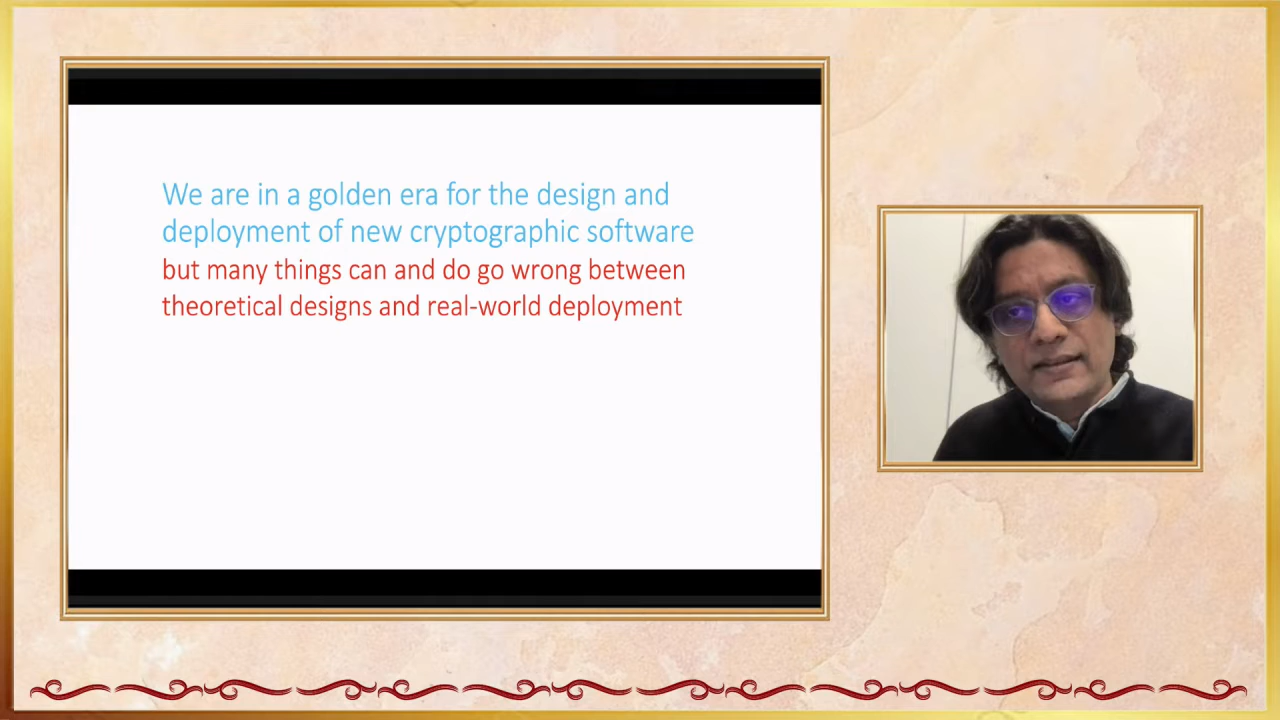 We are in a golden era for the design and
deployment of new cryptographic software
but many things can and do go wrong between
theoretical designs and real-world deployment